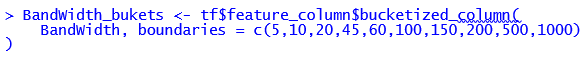 > BandWidth_bukets <- tf$feature_column$bucketized_column(
    BandWidth, boundaries = c(5,10,20,45,60,100,150,200,500,1000)
)